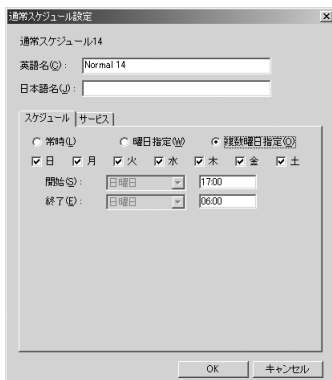 通常スケジュール設定
通常スケジュール14
英語名(C): Normal 14
日本語名(J):
スケジュール サービス
常時(L) 曜日指定(W) 複数曜日指定(O)
日 月 火 水 木 金 土
開始(S): 日曜日 17:00
終了(E): 日曜日 06:00
OK キャンセル